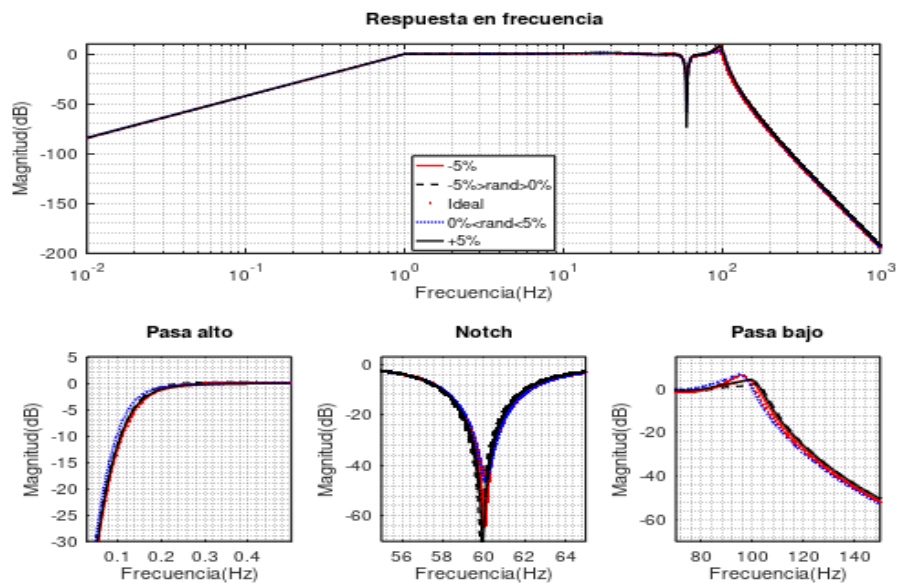 Respuesta en frecuencia
0
-50
-100
-150
-200
Magnitud(dB)
-5%
-5%>rand>0%
Ideal
0%<rand<5%
+5%
10^-2
10^-1
10^0
10^1
10^2
10^3
Frecuencia(Hz)
Pasa alto
5
0
-5
-10
-15
-20
-25
-30
Magnitud(dB)
0.1 0.2 0.3 0.4
Frecuencia(Hz)
Notch
0
-20
-40
-60
Magnitud(dB)
56 58 60 62 64
Frecuencia(Hz)
Pasa bajo
0
-20
-40
-60
Magnitud(dB)
80 100 120 140
Frecuencia(Hz)